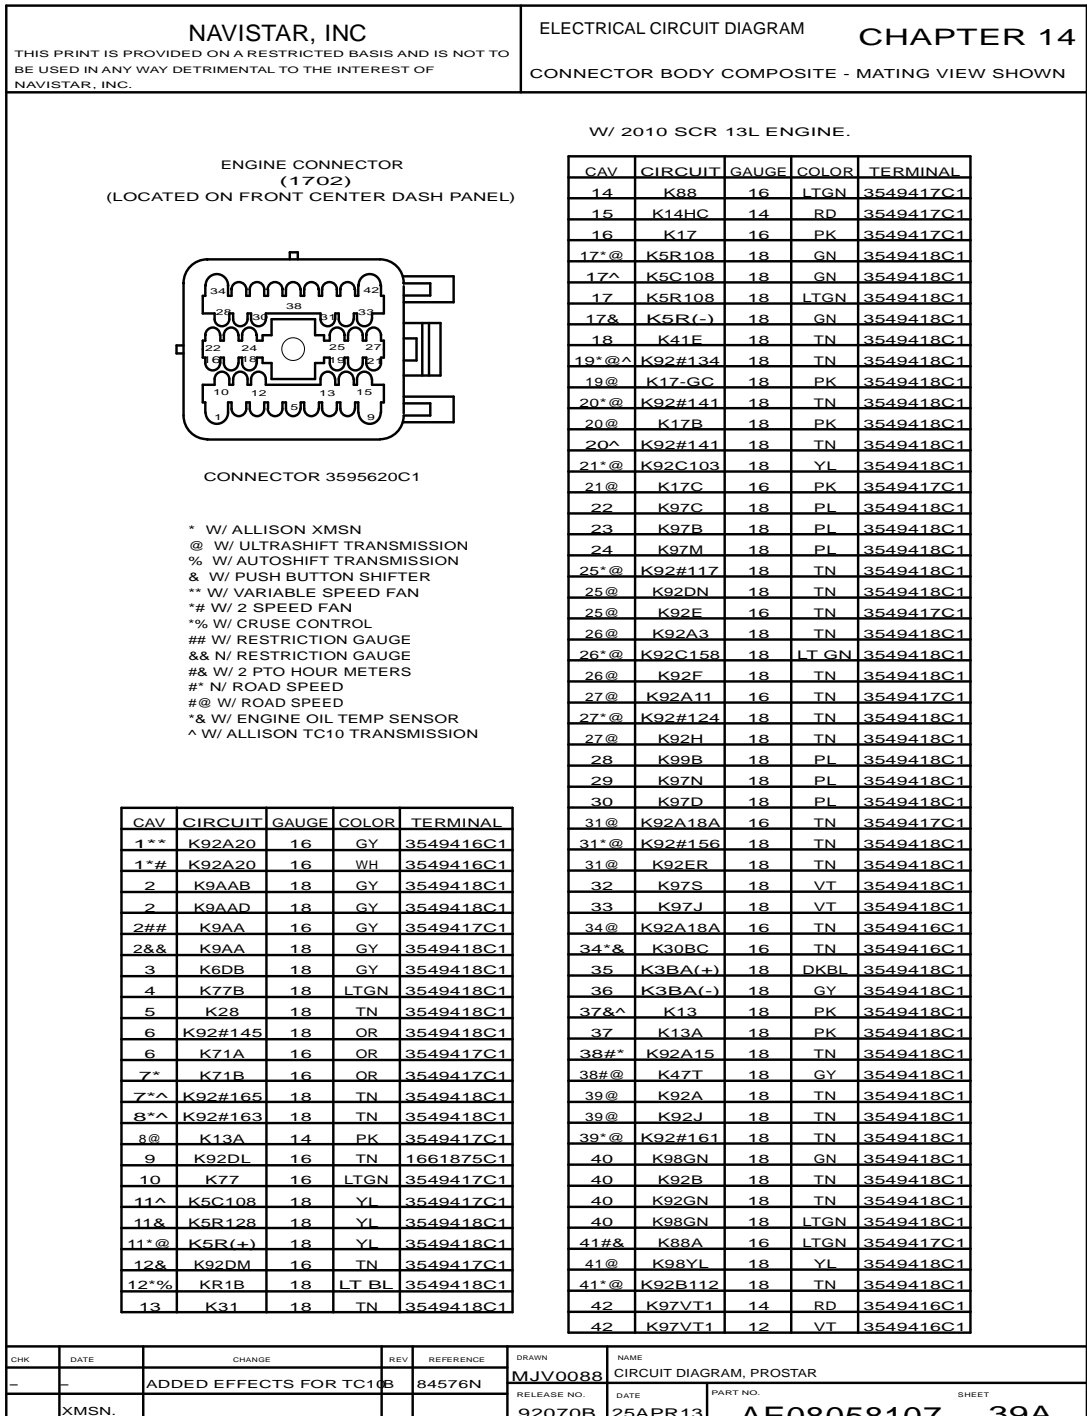 NAVISTAR, INC
THIS PRINT IS PROVIDED ON A RESTRICTED BASIS AND IS NOT TO
BE USED IN ANY WAY DETRIMENTAL TO THE INTEREST OF
NAVISTAR, INC.
ELECTRICAL CIRCUIT DIAGRAM
CHAPTER 14
CONNECTOR BODY COMPOSITE - MATING VIEW SHOWN
ENGINE CONNECTOR
(1702)
(LOCATED ON FRONT CENTER DASH PANEL)
34 42
38
28 30 31 33
22 24 25 27
16 18 19 21
10 12 13 15
1 5 9
CONNECTOR 3595620C1
* W/ ALLISON XMSN
@ W/ ULTRASHIFT TRANSMISSION
% W/ AUTOSHIFT TRANSMISSION
& W/ PUSH BUTTON SHIFTER
** W/ VARIABLE SPEED FAN
*# W/ 2 SPEED FAN
*% W/ CRUSE CONTROL
## W/ RESTRICTION GAUGE
&& N/ RESTRICTION GAUGE
#& W/ 2 PTO HOUR METERS
#* N/ ROAD SPEED
#@ W/ ROAD SPEED
*& W/ ENGINE OIL TEMP SENSOR
^ W/ ALLISON TC10 TRANSMISSION
CAV CIRCUIT GAUGE COLOR TERMINAL
1** K92A20 16 GY 3549416C1
1*# K92A20 16 WH 3549416C1
2 K9AAB 18 GY 3549418C1
2 K9AAD 18 GY 3549418C1
2## K9AA 16 GY 3549417C1
2&& K9AA 18 GY 3549418C1
3 K6DB 18 GY 3549418C1
4 K77B 18 LTGN 3549418C1
5 K28 18 TN 3549418C1
6 K92#145 18 OR 3549418C1
6 K71A 16 OR 3549417C1
7* K71B 16 OR 3549417C1
7*^ K92#165 18 TN 3549418C1
8*^ K92#163 18 TN 3549418C1
8@ K13A 14 PK 3549417C1
9 K92DL 16 TN 1661875C1
10 K77 16 LTGN 3549417C1
11^ K5C108 18 YL 3549417C1
11& K5R128 18 YL 3549418C1
11*@ K5R(+) 18 YL 3549418C1
12& K92DM 16 TN 3549417C1
12*% KR1B 18 LT BL 3549418C1
13 K31 18 TN 3549418C1
W/ 2010 SCR 13L ENGINE.
CAV CIRCUIT GAUGE COLOR TERMINAL
14 K88 16 LTGN 3549417C1
15 K14HC 14 RD 3549417C1
16 K17 16 PK 3549417C1
17*@ K5R108 18 GN 3549418C1
17^ K5C108 18 GN 3549418C1
17 K5R108 18 LTGN 3549418C1
17& K5R(-) 18 GN 3549418C1
18 K41E 18 TN 3549418C1
19*@^ K92#134 18 TN 3549418C1
19@ K17-GC 18 PK 3549418C1
20*@ K92#141 18 TN 3549418C1
20@ K17B 18 PK 3549418C1
20^ K92#141 18 TN 3549418C1
21*@ K92C103 18 YL 3549418C1
21@ K17C 16 PK 3549417C1
22 K97C 18 PL 3549418C1
23 K97B 18 PL 3549418C1
24 K97M 18 PL 3549418C1
25*@ K92#117 18 TN 3549418C1
25@ K92DN 18 TN 3549418C1
25@ K92E 16 TN 3549417C1
26@ K92A3 18 TN 3549418C1
26*@ K92C158 18 LT GN 3549418C1
26@ K92F 18 TN 3549418C1
27@ K92A11 16 TN 3549417C1
27*@ K92#124 18 TN 3549418C1
27@ K92H 18 TN 3549418C1
28 K99B 18 PL 3549418C1
29 K97N 18 PL 3549418C1
30 K97D 18 PL 3549418C1
31@ K92A18A 16 TN 3549417C1
31*@ K92#156 18 TN 3549418C1
31@ K92ER 18 TN 3549418C1
32 K97S 18 VT 3549418C1
33 K97J 18 VT 3549418C1
34@ K92A18A 16 TN 3549416C1
34*& K30BC 16 TN 3549416C1
35 K3BA(+) 18 DKBL 3549418C1
36 K3BA(-) 18 GY 3549418C1
37&^ K13 18 PK 3549418C1
37 K13A 18 PK 3549418C1
38#* K92A15 18 TN 3549418C1
38#@ K47T 18 GY 3549418C1
39@ K92A 18 TN 3549418C1
39@ K92J 18 TN 3549418C1
39*@ K92#161 18 TN 3549418C1
40 K98GN 18 GN 3549418C1
40 K92B 18 TN 3549418C1
40 K92GN 18 TN 3549418C1
40 K98GN 18 LTGN 3549418C1
41#& K88A 16 LTGN 3549417C1
41@ K98YL 18 YL 3549418C1
41*@ K92B112 18 TN 3549418C1
42 K97VT1 14 RD 3549416C1
42 K97VT1 12 VT 3549416C1
CHK DATE CHANGE REV REFERENCE
– – ADDED EFFECTS FOR TC10 B 84576N
XMSN.
DRAWN
MJV0088
NAME
CIRCUIT DIAGRAM, PROSTAR
RELEASE NO.
92070B
DATE
25APR13
PART NO.
AE08058107
SHEET
39A